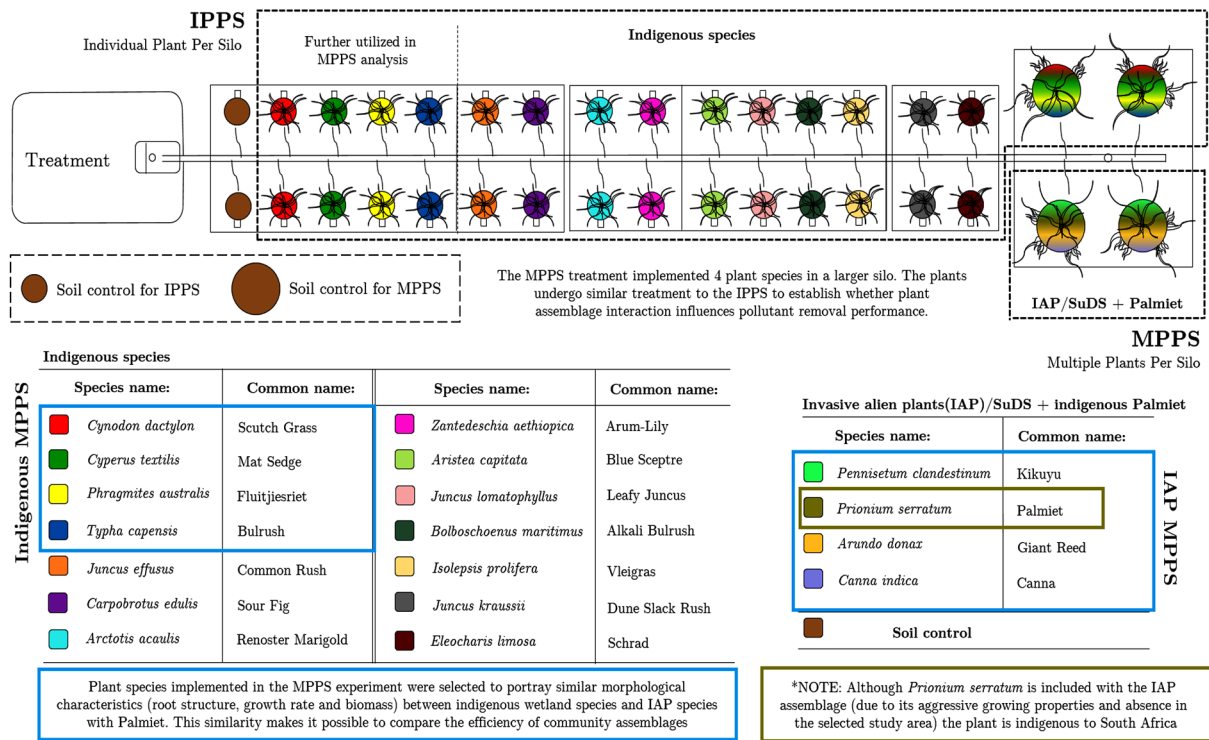 IPPS
Individual Plant Per Silo
Further utilized in
MPPS analysis
Indigenous species
Treatment
Soil control for IPPS
Soil control for MPPS
The MPPS treatment implemented 4 plant species in a larger silo. The plants
undergo similar treatment to the IPPS to establish whether plant
assemblage interaction influences pollutant removal performance.
IAP/SuDS + Palmiet
MPPS
Multiple Plants Per Silo
Indigenous MPPS
Indigenous species
Species name: Common name: Species name: Common name:
Cynodon dactylon Scutch Grass Zantedeschia aethiopica Arum-Lily
Cyperus textilis Mat Sedge Aristea capitata Blue Sceptre
Phragmites australis Fluitjiesriet Juncus lomatophyllus Leafy Juncus
Typha capensis Bulrush Bolboschoenus maritimus Alkali Bulrush
Juncus effusus Common Rush Isolepsis prolifera Vleigras
Carpobrotus edulis Sour Fig Juncus kraussii Dune Slack Rush
Arctotis acaulis Renoster Marigold Eleocharis limosa Schrad
Plant species implemented in the MPPS experiment were selected to portray similar morphological
characteristics (root structure, growth rate and biomass) between indigenous wetland species and IAP species
with Palmiet. This similarity makes it possible to compare the efficiency of community assemblages
Invasive alien plants(IAP)/SuDS + indigenous Palmiet
Species name: Common name:
Pennisetum clandestinum Kikuyu
Prionium serratum Palmiet
Arundo donax Giant Reed
Canna indica Canna
Soil control
IAP MPPS
*NOTE: Although Prionium serratum is included with the IAP
assemblage (due to its aggressive growing properties and absence in
the selected study area) the plant is indigenous to South Africa